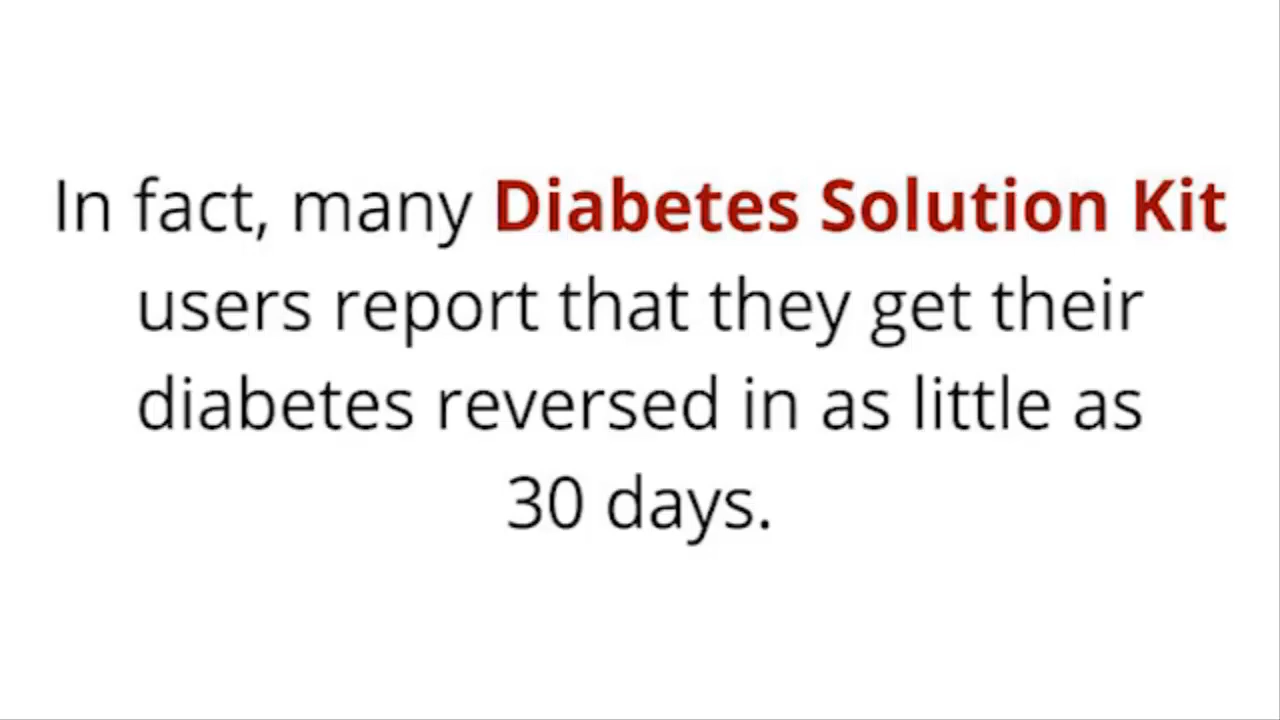 In fact, many Diabetes Solution Kit
users report that they get their
diabetes reversed in as little as
30 days.